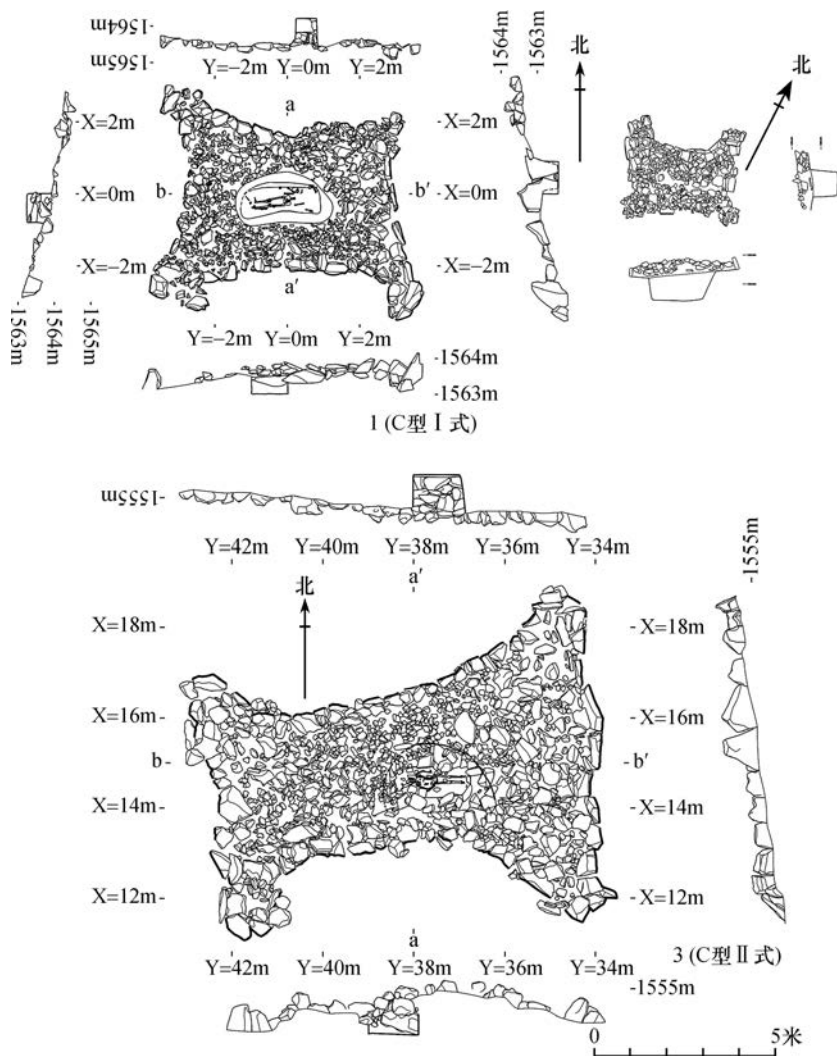 -1564m
-1565m
Y=-2m Y=0m Y=2m
a
-1564m
-1563m
北
北
X=2m
X=0m
X=-2m
b
b′
X=2m
X=0m
X=-2m
a′
-1563m
-1564m
-1565m
Y=-2m Y=0m Y=2m
-1564m
-1563m
1 (C型Ⅰ式)
-1555m
Y=42m Y=40m Y=38m Y=36m Y=34m
a′
-1555m
北
X=18m
X=16m
b
X=14m
X=12m
X=18m
X=16m
b′
X=14m
X=12m
a
3 (C型Ⅱ式)
Y=42m Y=40m Y=38m Y=36m Y=34m
-1555m
0 5米